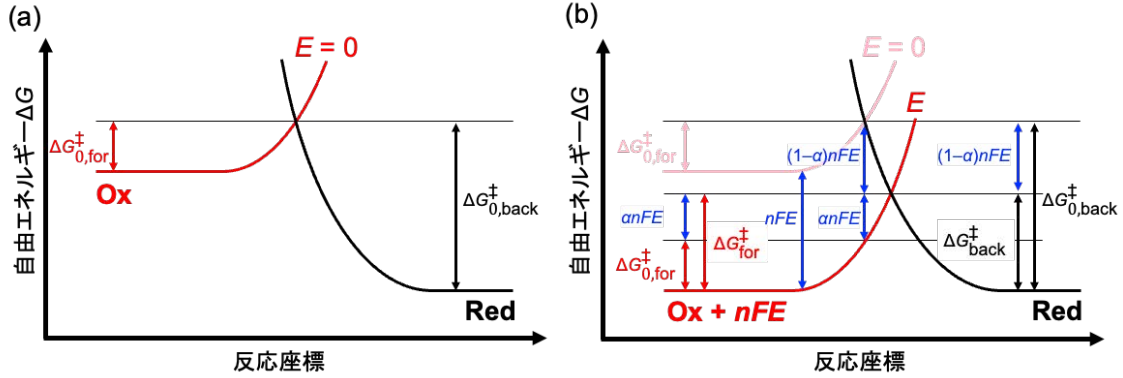 (a)
E = 0
ΔG‡0,for
Ox
ΔG‡0,back
Red
自由エネルギーΔG
反応座標
(b)
E = 0
E
ΔG‡0,for
(1–α)nFE
(1–α)nFE
ΔG‡0,back
αnFE
nFE
αnFE
ΔG‡for
ΔG‡back
ΔG‡0,for
Ox + nFE
Red
自由エネルギーΔG
反応座標